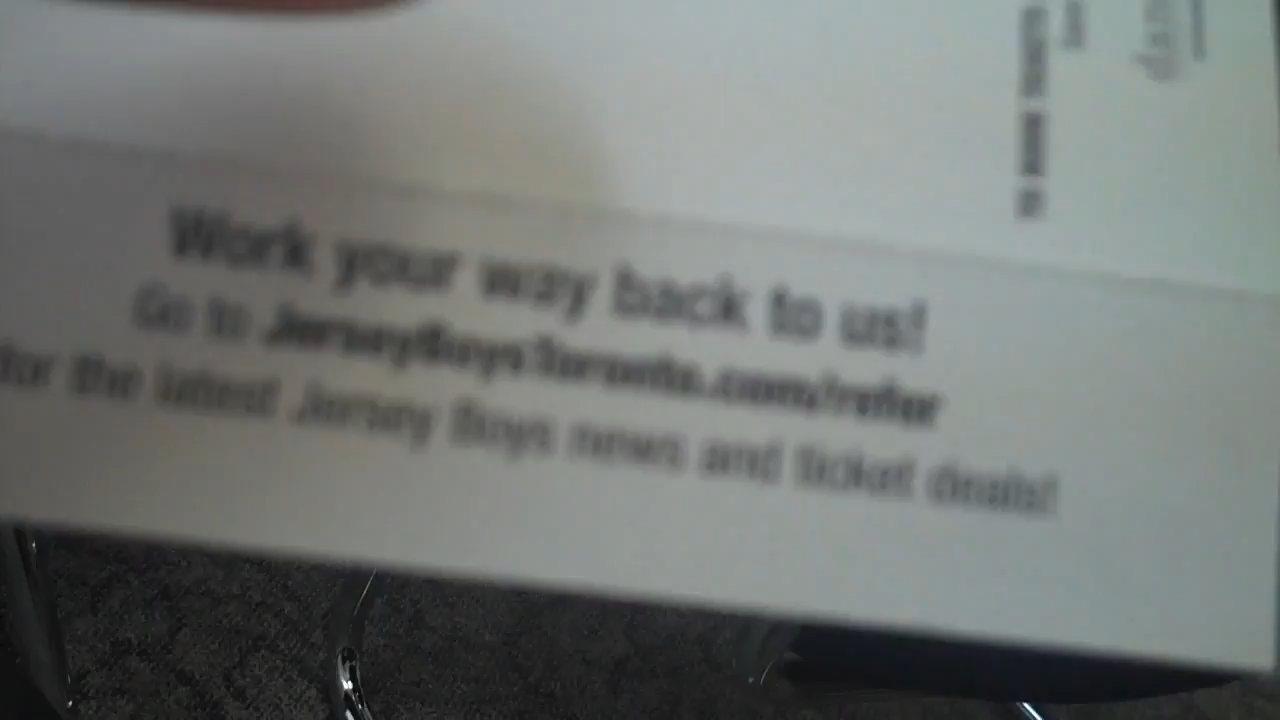 Work your way back to us!
Go to JerseyBoysToronto.com/refer
for the latest Jersey Boys news and ticket deals!